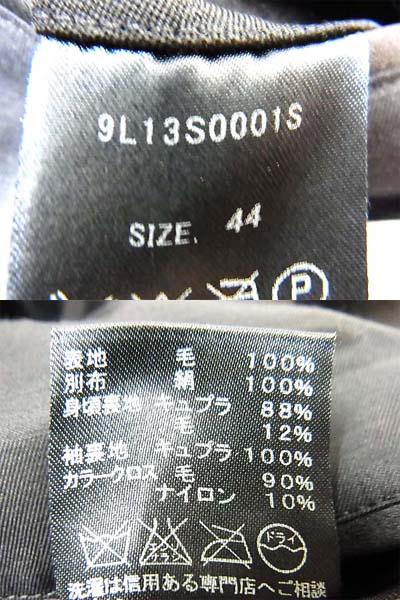 9L13S0001S
SIZE. 44
P
表地 毛 100%
別布 絹 100%
身頃裏地 キュプラ 88%
毛 12%
袖裏地 キュプラ 100%
カラークロス 毛 90%
ナイロン 10%
ドライ
洗濯は信用ある専門店へご相談